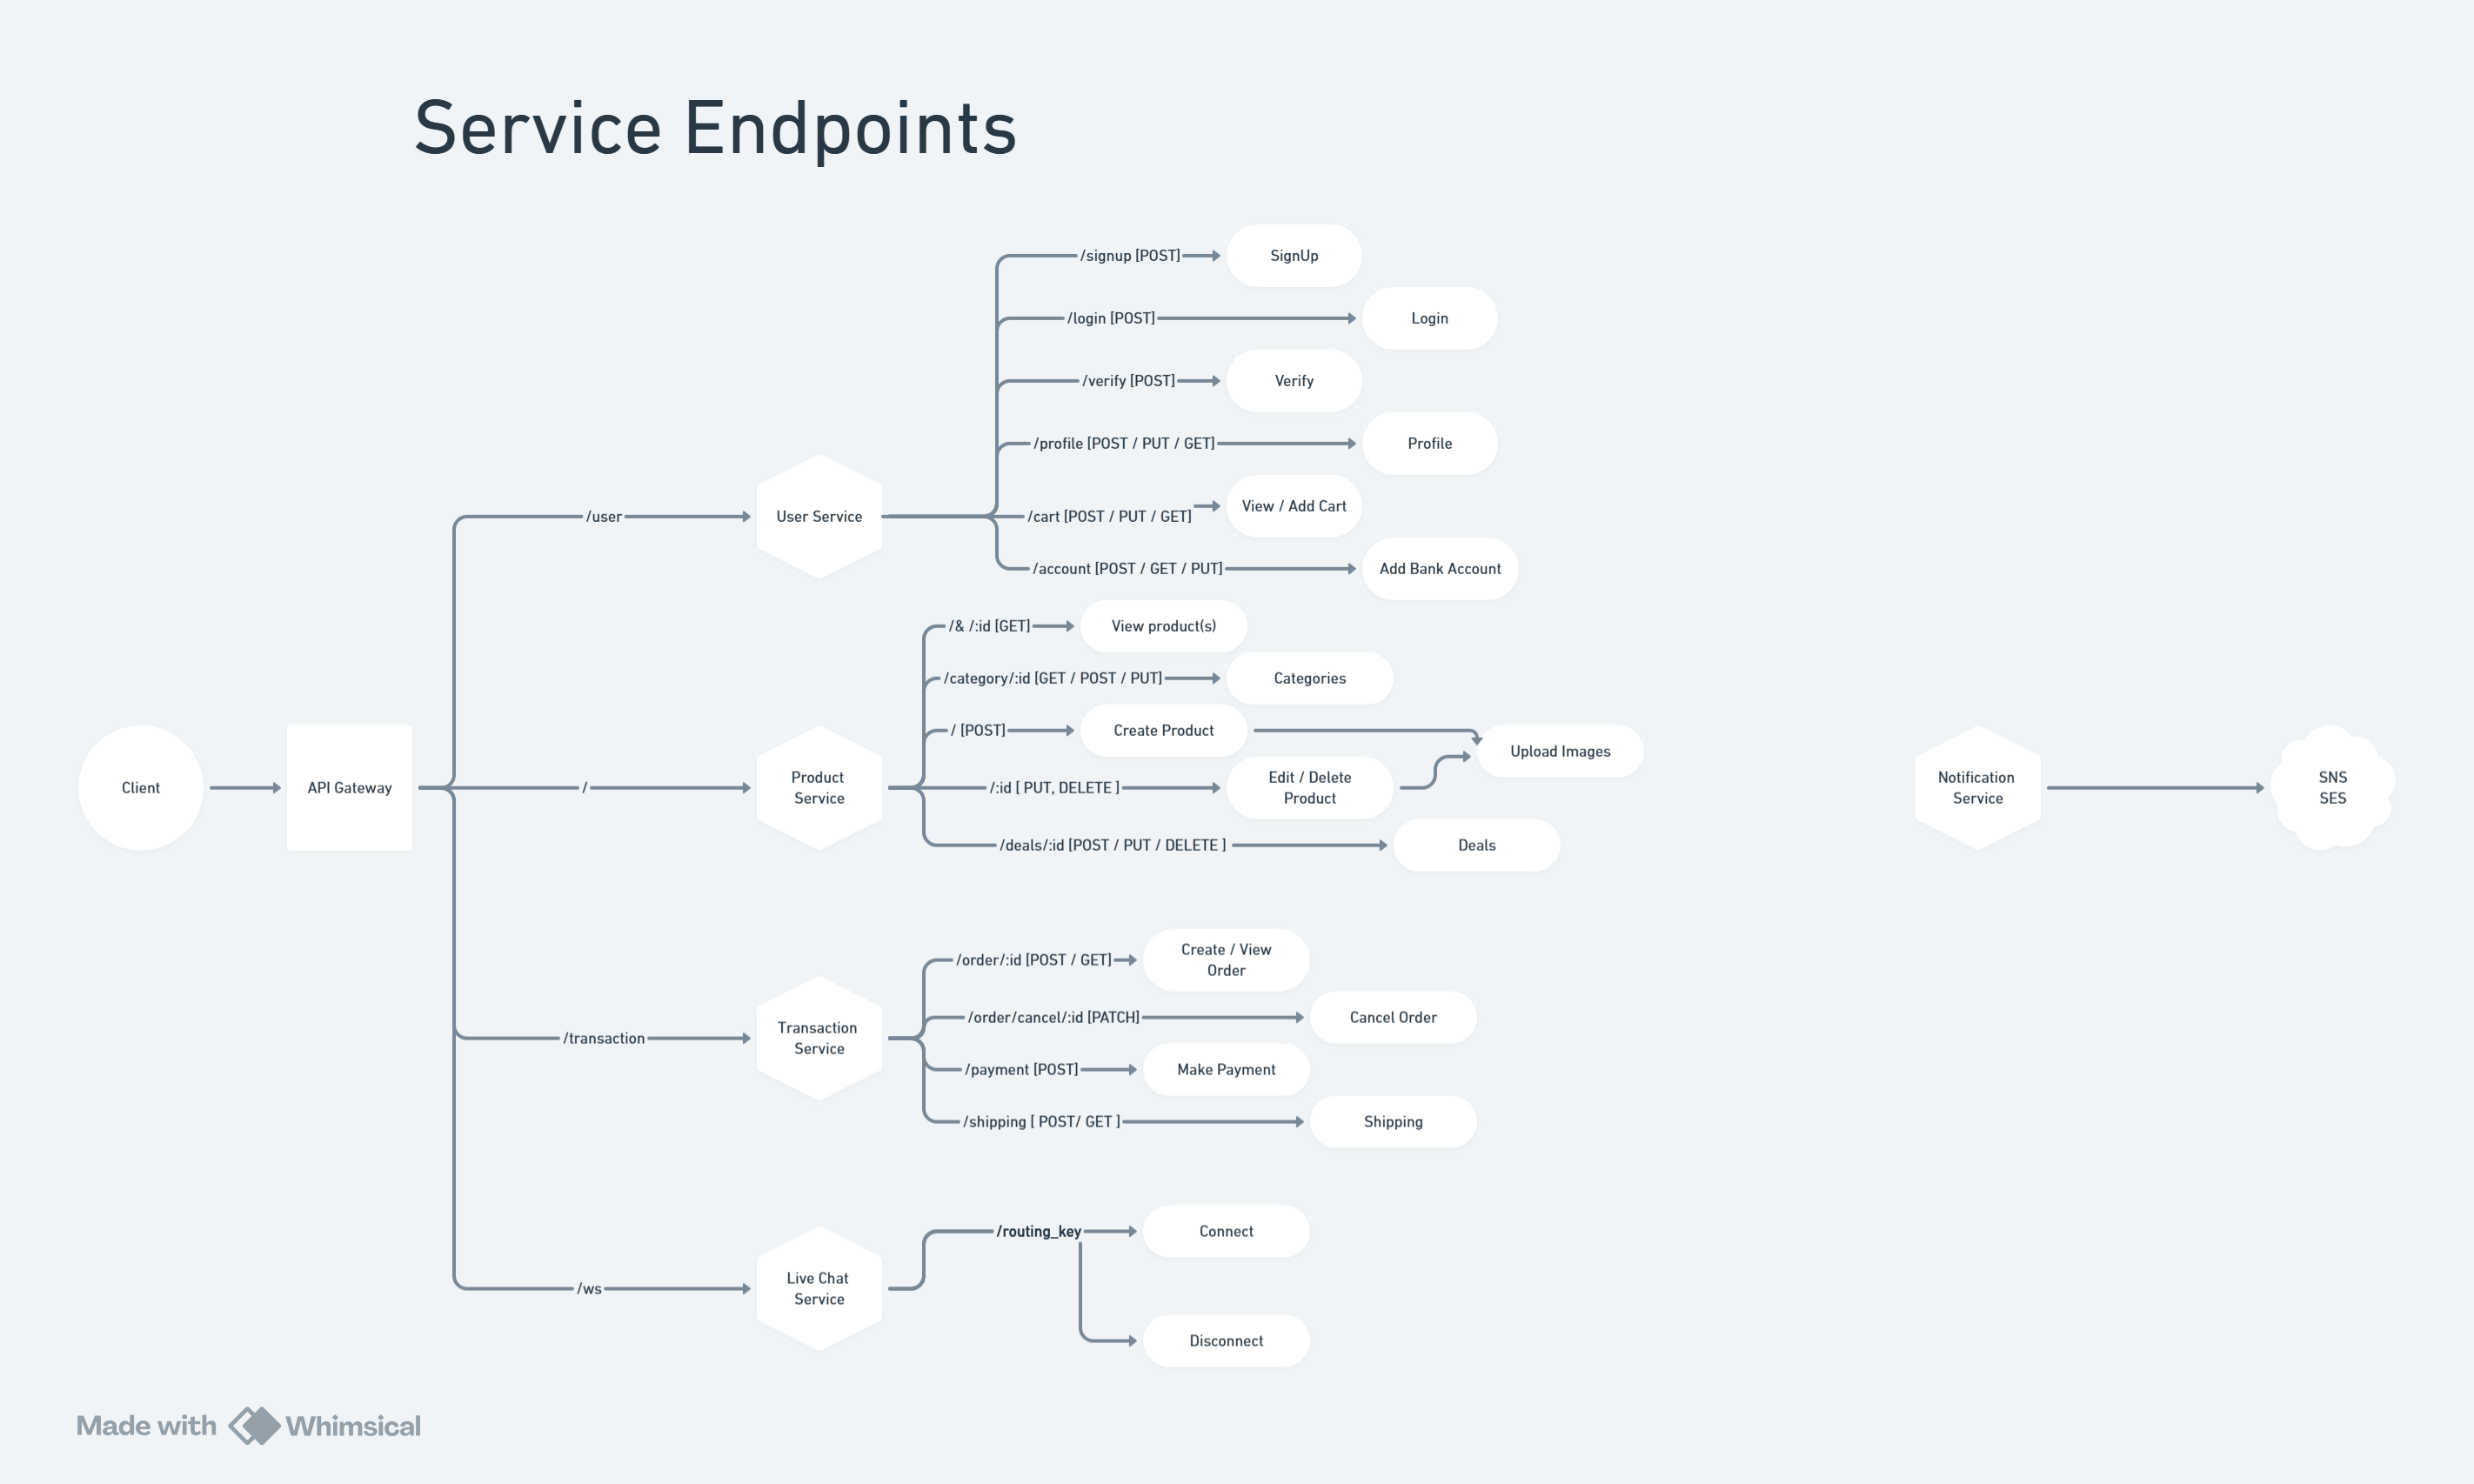 Service Endpoints
/signup [POST]
SignUp
/login [POST]
Login
/verify [POST]
Verify
/profile [POST / PUT / GET]
Profile
/user
User Service
/cart [POST / PUT / GET]
View / Add Cart
/account [POST / GET / PUT]
Add Bank Account
/& /:id [GET]
View product(s)
/category/:id [GET / POST / PUT]
Categories
/ [POST]
Create Product
Upload Images
Client
API Gateway
/
Product
Service
/:id [ PUT, DELETE ]
Edit / Delete
Product
/deals/:id [POST / PUT / DELETE ]
Deals
Notification
Service
SNS
SES
/order/:id [POST / GET]
Create / View
Order
/order/cancel/:id [PATCH]
Cancel Order
/transaction
Transaction
Service
/payment [POST]
Make Payment
/shipping [ POST/ GET ]
Shipping
/routing_key
Connect
/ws
Live Chat
Service
Disconnect
Made with Whimsical